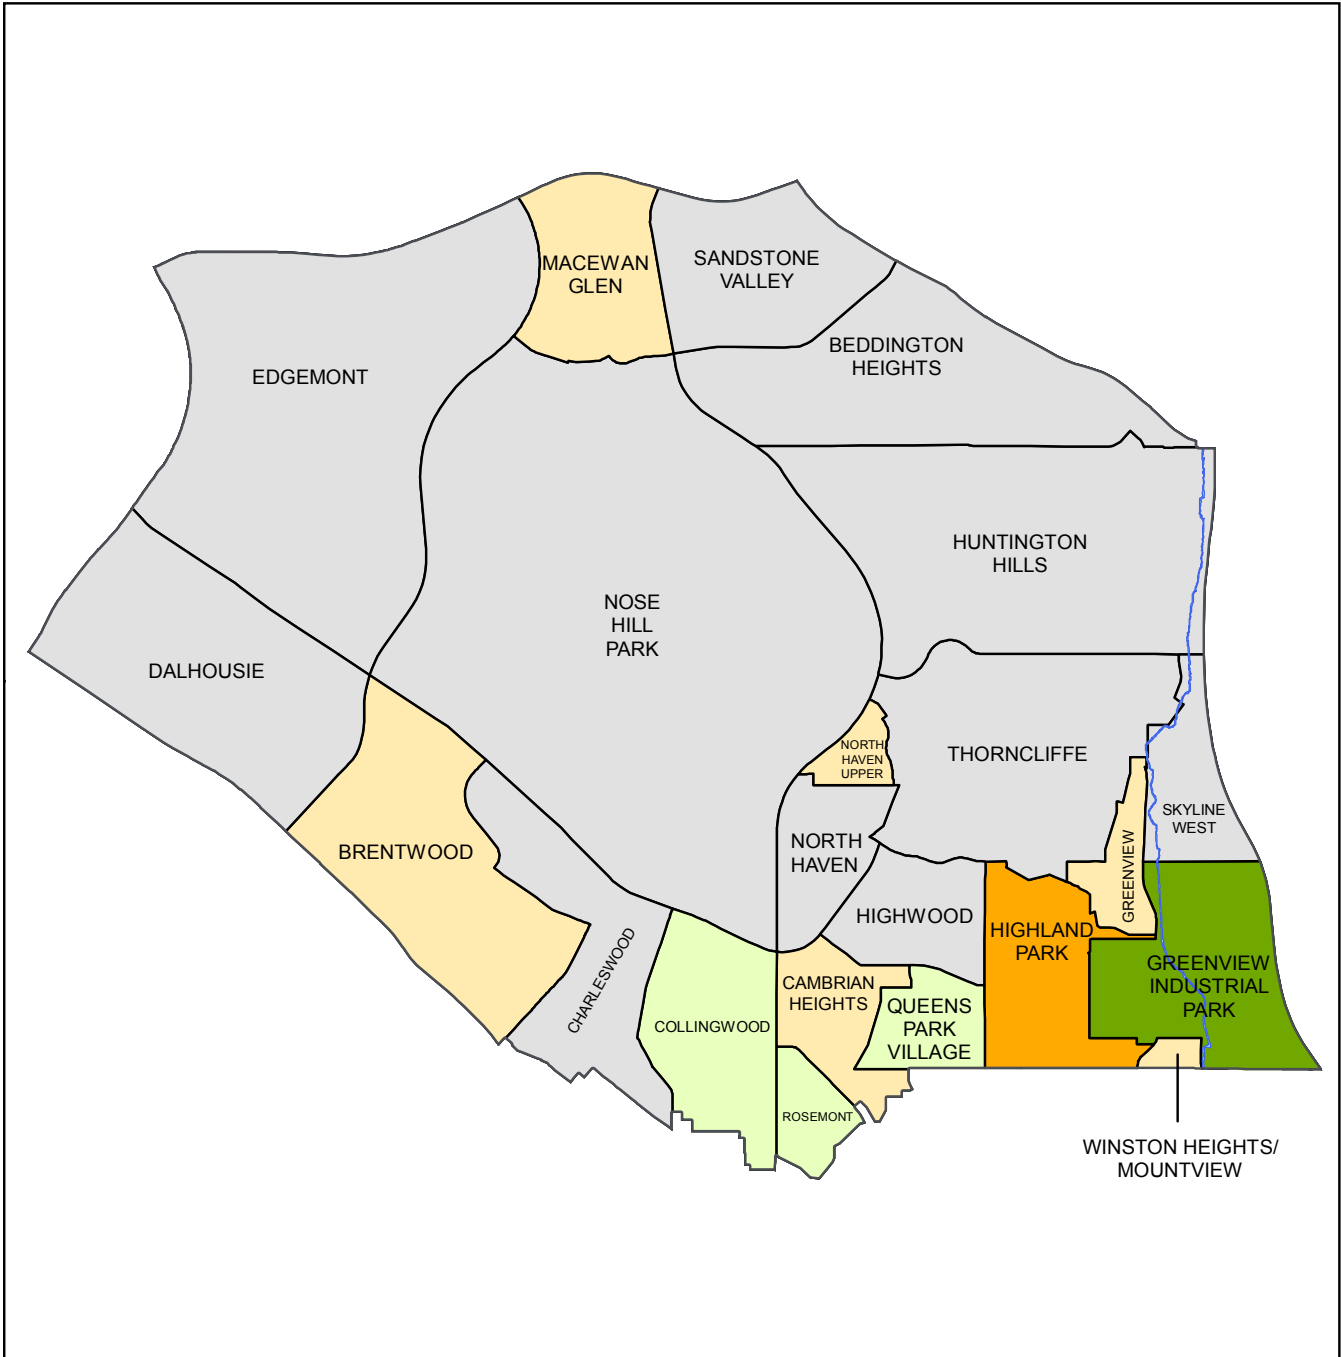 MACEWAN
GLEN
SANDSTONE
VALLEY
BEDDINGTON
HEIGHTS
EDGEMONT
HUNTINGTON
HILLS
NOSE
HILL
PARK
DALHOUSIE
NORTH
HAVEN
UPPER
THORNCLIFFE
SKYLINE
WEST
BRENTWOOD
NORTH
HAVEN
GREENVIEW
HIGHWOOD
HIGHLAND
PARK
CHARLESWOOD
GREENVIEW
INDUSTRIAL
PARK
CAMBRIAN
HEIGHTS
QUEENS
PARK
VILLAGE
COLLINGWOOD
ROSEMONT
WINSTON HEIGHTS/
MOUNTVIEW